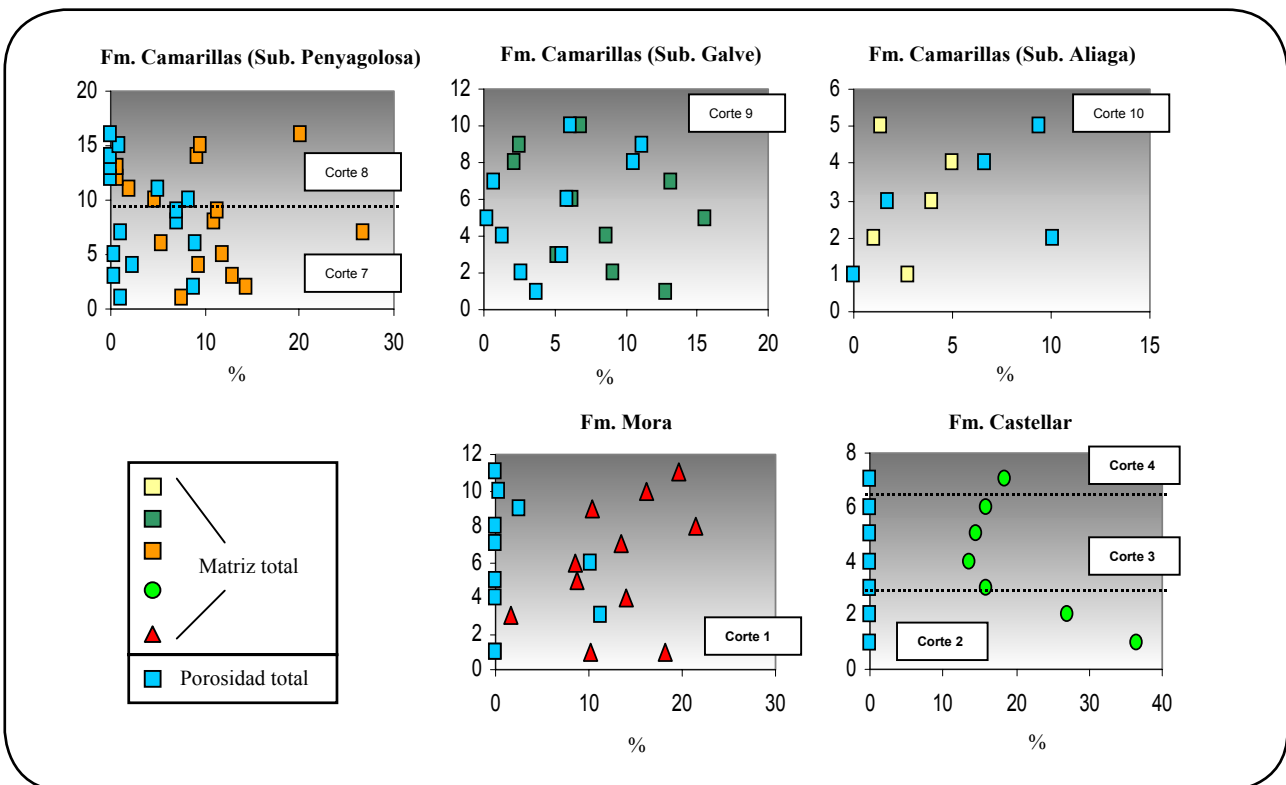 Fm. Camarillas (Sub. Penyagolosa)
20
15
10
5
0
Corte 8
Corte 7
0 10 20 30
%
Fm. Camarillas (Sub. Galve)
12
10
8
6
4
2
0
Corte 9
0 5 10 15 20
%
Fm. Camarillas (Sub. Aliaga)
6
5
4
3
2
1
0
Corte 10
0 5 10 15
%
Matriz total
Porosidad total
Fm. Mora
12
10
8
6
4
2
0
Corte 1
0 10 20 30
%
Fm. Castellar
8
6
4
2
0
Corte 4
Corte 3
Corte 2
0 10 20 30 40
%